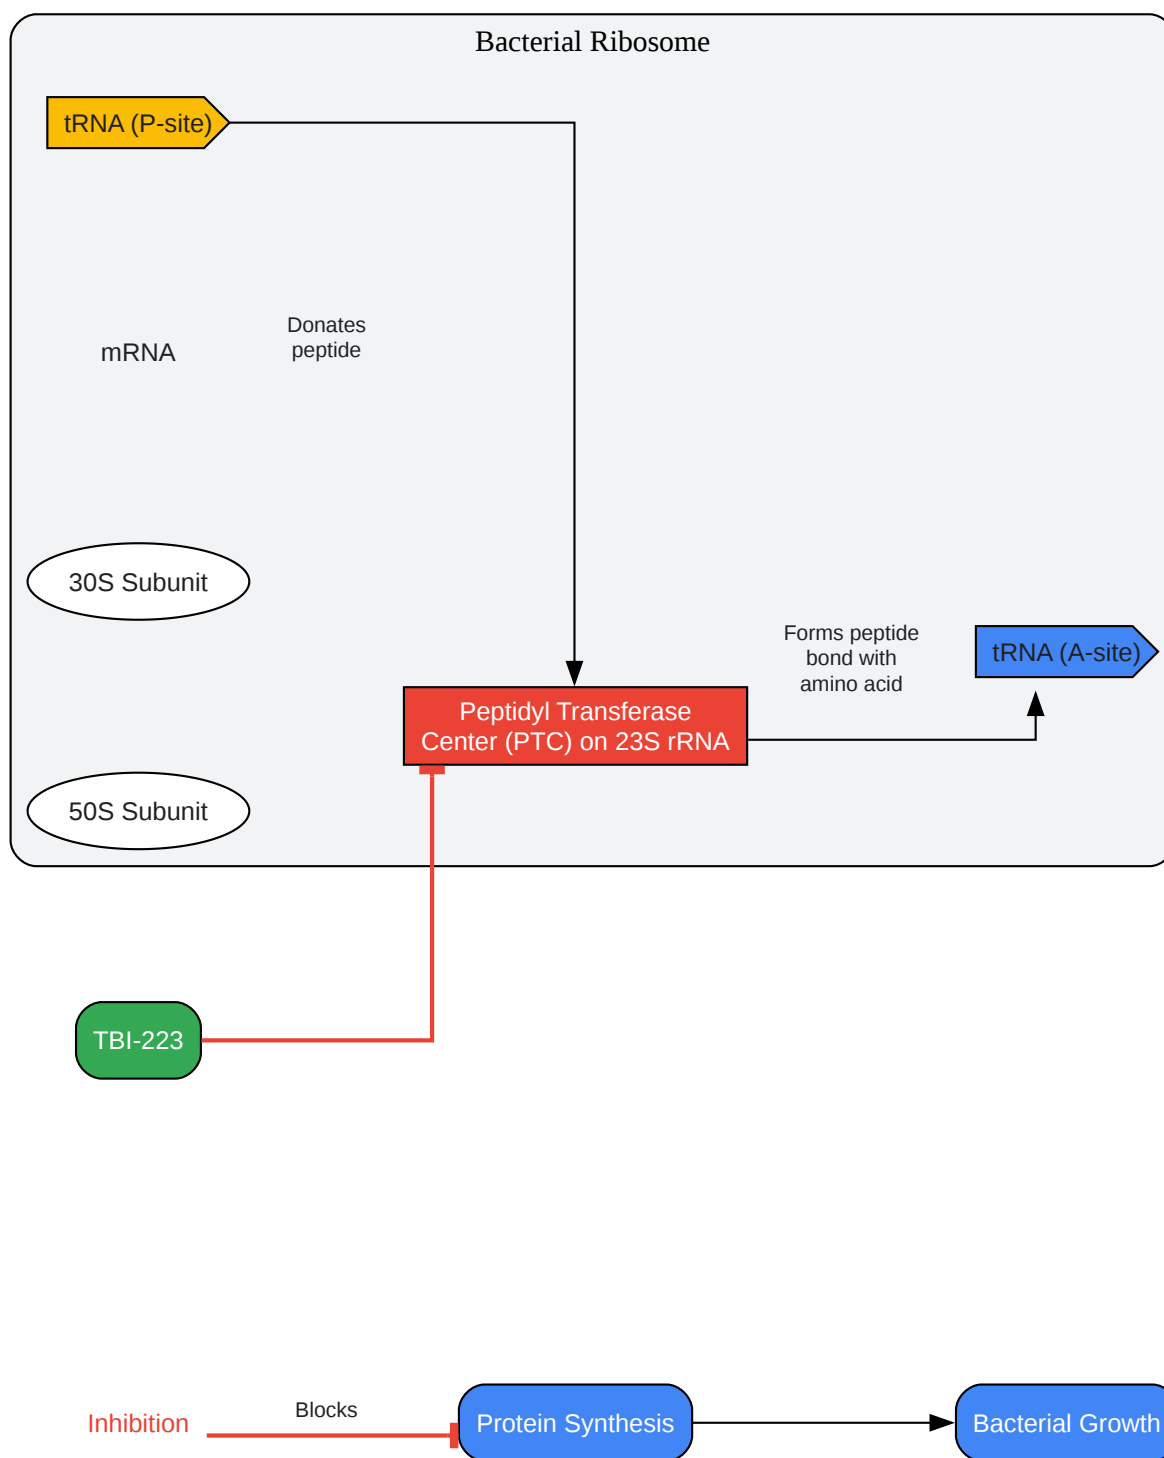 Bacterial Ribosome
tRNA (P-site)
Donates
peptide
mRNA
30S Subunit
Forms peptide
bond with
amino acid
tRNA (A-site)
Peptidyl Transferase
Center (PTC) on 23S rRNA
50S Subunit
TBI-223
Inhibition
Blocks
Protein Synthesis
Bacterial Growth